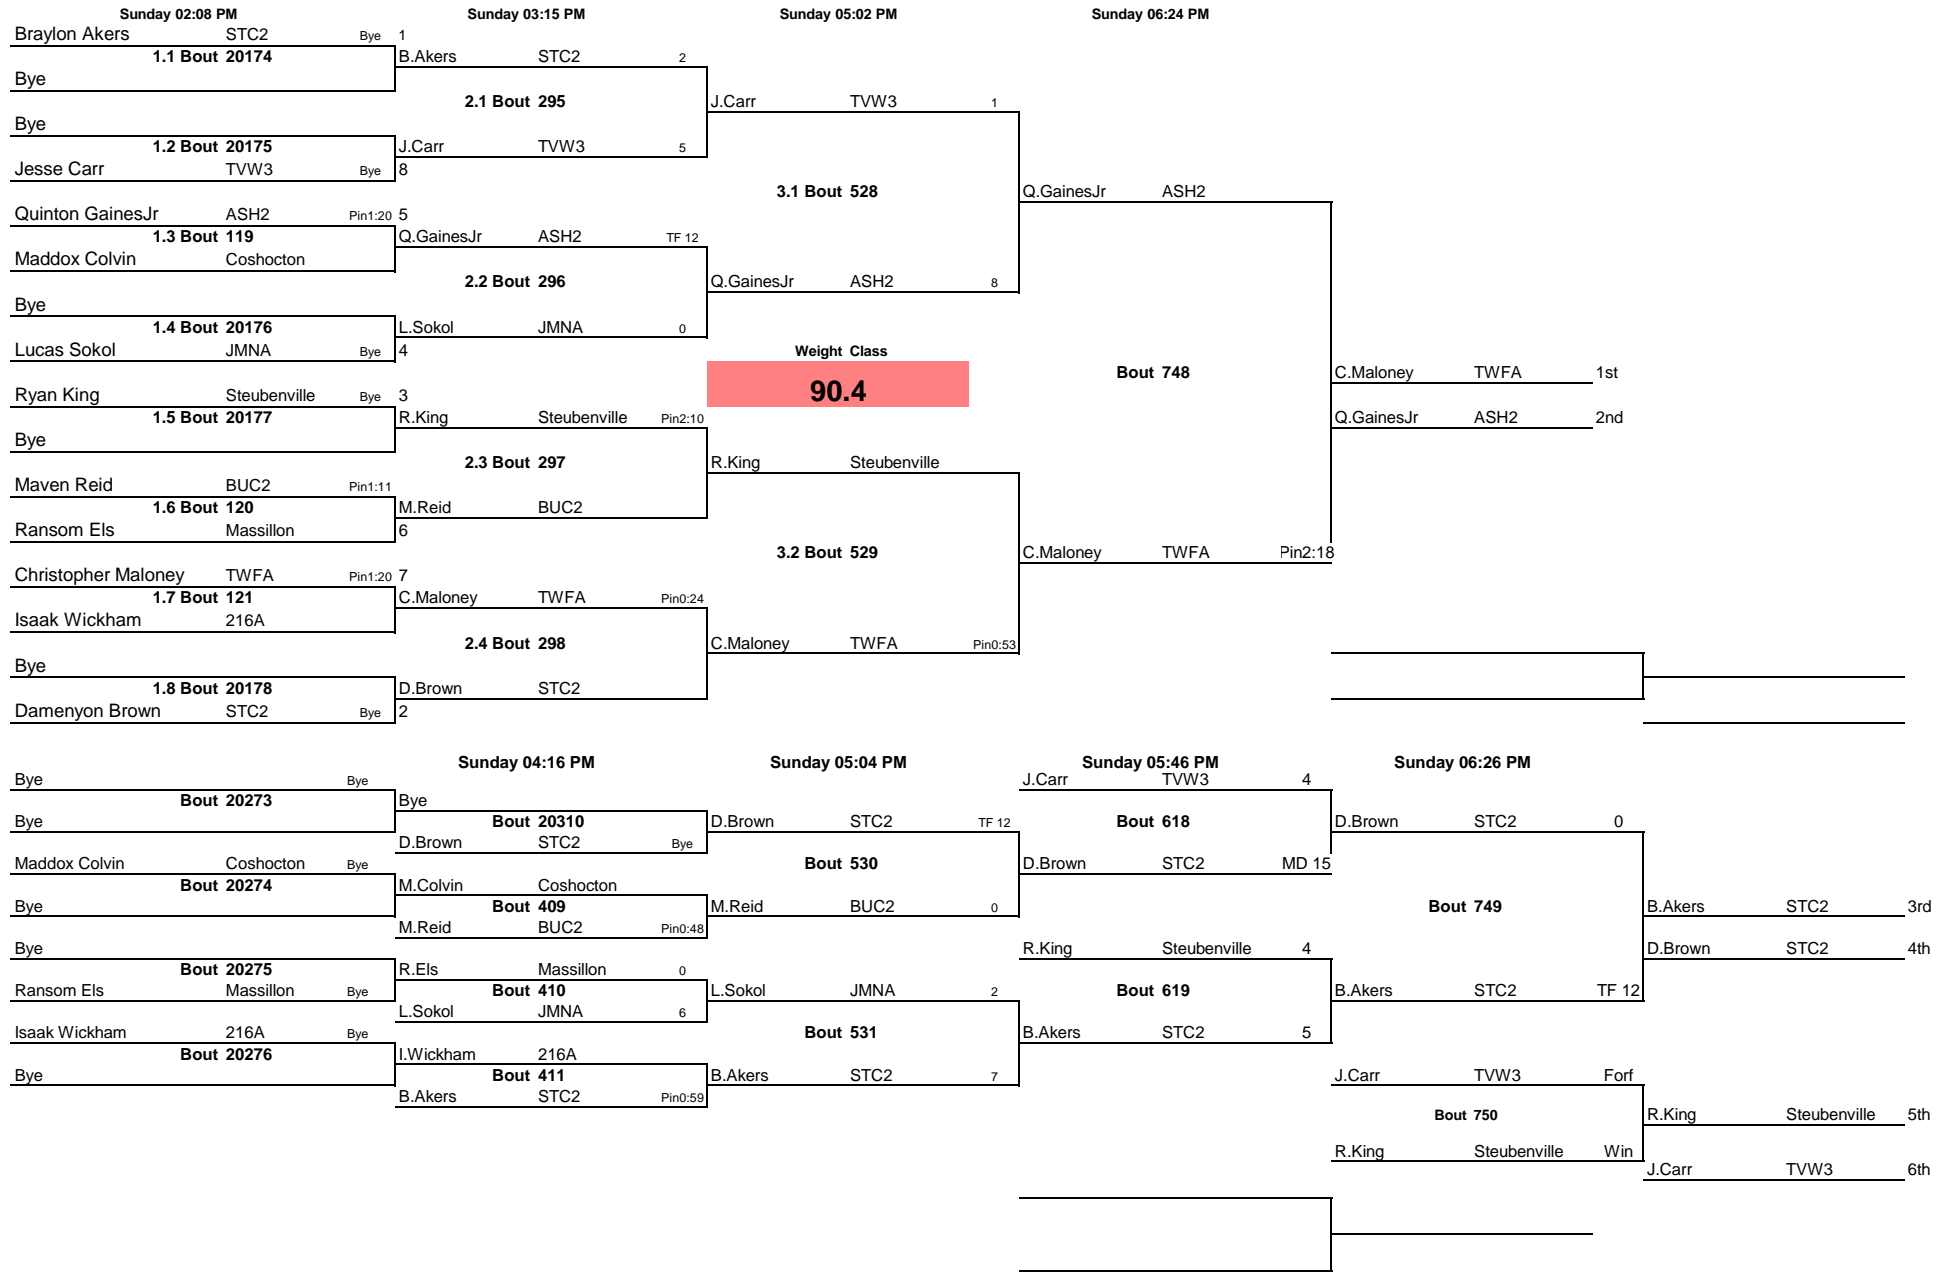 Sunday 02:08 PM Sunday 03:15 PM Sunday 05:02 PM Sunday 06:24 PM
Braylon Akers STC2 Bye 1
1.1 Bout 20174 B.Akers STC2 2
Bye
2.1 Bout 295 J.Carr TVW3 1
Bye
1.2 Bout 20175 J.Carr TVW3 5
Jesse Carr TVW3 Bye 8
3.1 Bout 528 Q.GainesJr ASH2
Quinton GainesJr ASH2 Pin1:20 5
1.3 Bout 119 Q.GainesJr ASH2 TF 12
Maddox Colvin Coshocton
2.2 Bout 296 Q.GainesJr ASH2 8
Bye
1.4 Bout 20176 L.Sokol JMNA 0
Lucas Sokol JMNA Bye 4
Weight Class
Bout 748 C.Maloney TWFA 1st
Ryan King Steubenville Bye 3
90.4
1.5 Bout 20177 R.King Steubenville Pin2:10
Q.GainesJr ASH2 2nd
Bye
2.3 Bout 297 R.King Steubenville
Maven Reid BUC2 Pin1:11
1.6 Bout 120 M.Reid BUC2
Ransom Els Massillon 6
3.2 Bout 529 C.Maloney TWFA Pin2:18
Christopher Maloney TWFA Pin1:20 7
1.7 Bout 121 C.Maloney TWFA Pin0:24
Isaak Wickham 216A
2.4 Bout 298 C.Maloney TWFA Pin0:53
Bye
1.8 Bout 20178 D.Brown STC2
Damenyon Brown STC2 Bye 2
Sunday 04:16 PM Sunday 05:04 PM Sunday 05:46 PM Sunday 06:26 PM
Bye Bye J.Carr TVW3 4
Bout 20273 Bye
Bye Bout 20310 D.Brown STC2 TF 12 Bout 618 D.Brown STC2 0
D.Brown STC2 Bye
Maddox Colvin Coshocton Bye Bout 530 D.Brown STC2 MD 15
Bout 20274 M.Colvin Coshocton
Bye Bout 409 M.Reid BUC2 0 Bout 749 B.Akers STC2 3rd
M.Reid BUC2 Pin0:48
Bye R.King Steubenville 4 D.Brown STC2 4th
Bout 20275 R.Els Massillon 0
Ransom Els Massillon Bye Bout 410 L.Sokol JMNA 2 Bout 619 B.Akers STC2 TF 12
L.Sokol JMNA 6
Isaak Wickham 216A Bye Bout 531 B.Akers STC2 5
Bout 20276 I.Wickham 216A
Bye Bout 411 B.Akers STC2 7 J.Carr TVW3 Forf
B.Akers STC2 Pin0:59
Bout 750 R.King Steubenville 5th
R.King Steubenville Win
J.Carr TVW3 6th